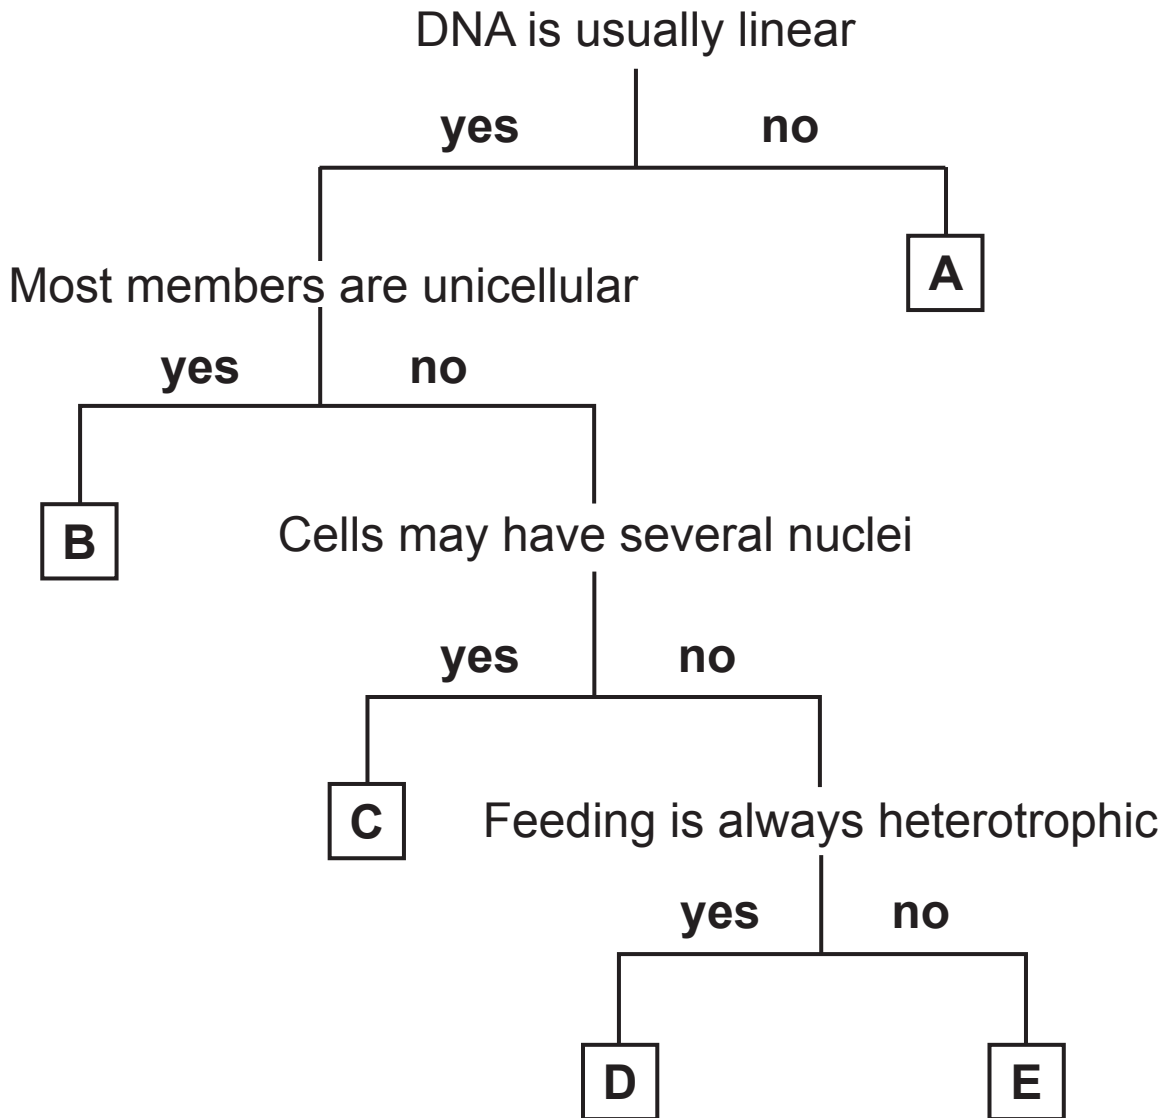 DNA is usually linear
yes
no
A
Most members are unicellular
yes
no
B
Cells may have several nuclei
yes
no
C
Feeding is always heterotrophic
yes
no
D
E